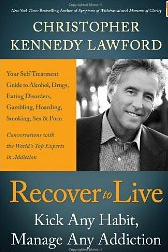 New York Times Bestselling Author of Symptoms of Withdrawal and Moments of Clarity
CHRISTOPHER
KENNEDY LAWFORD
Your Self-Treatment
Guide to Alcohol, Drugs,
Eating Disorders,
Gambling, Hoarding,
Smoking, Sex & Porn
Conversations with
the World's Top Experts
in Addiction
Recover to Live
Kick Any Habit,
Manage Any Addiction